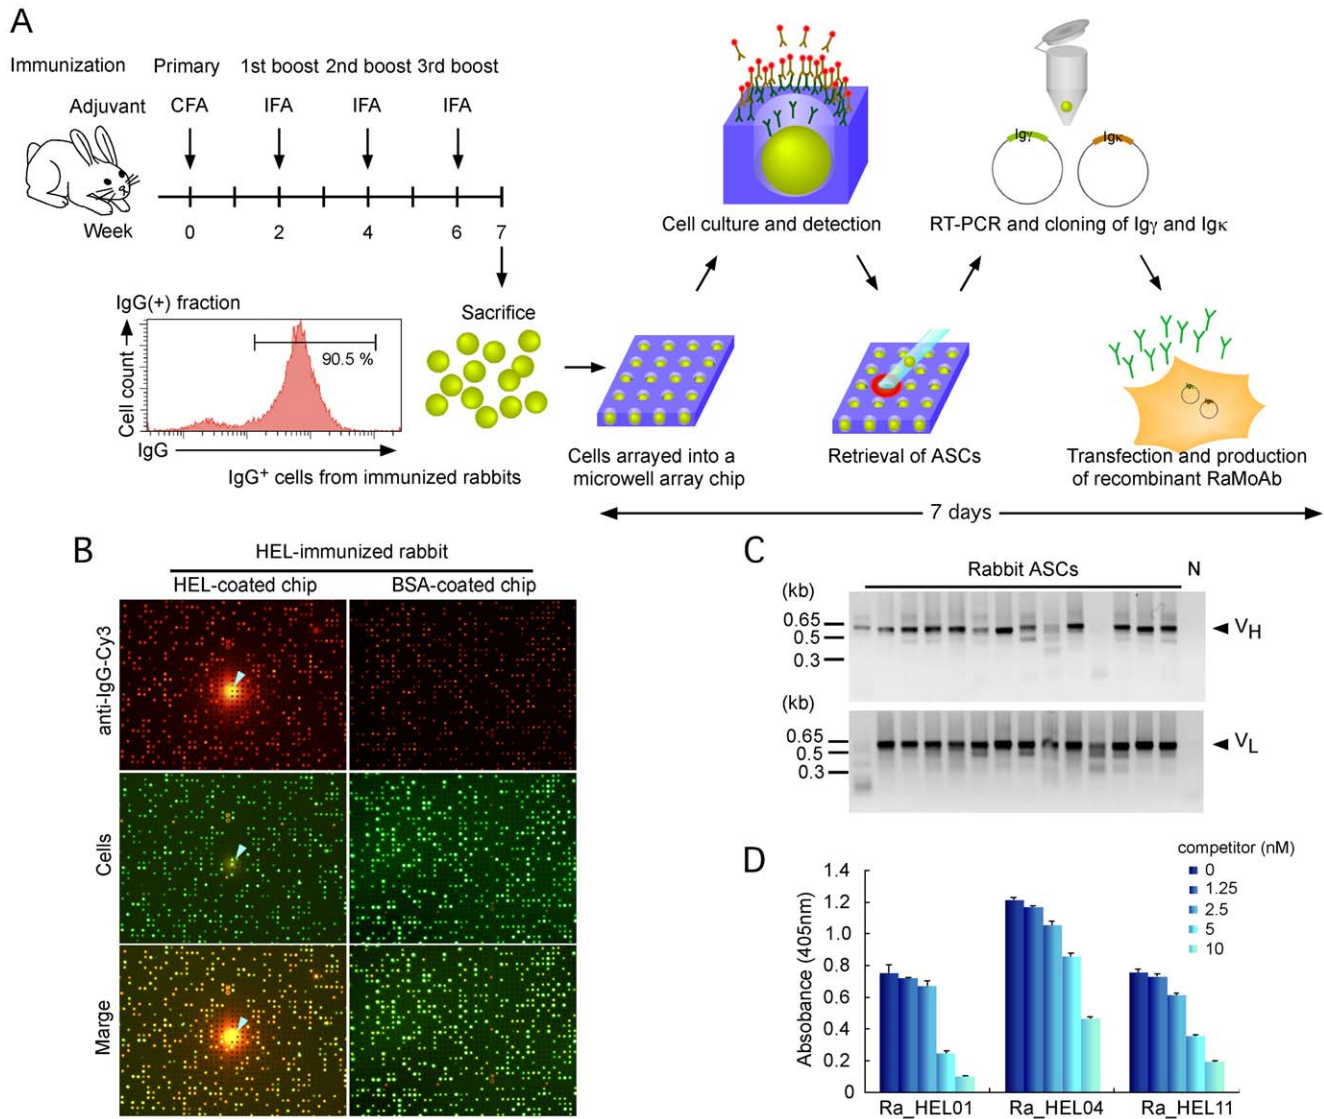 A
Immunization Primary 1st boost 2nd boost 3rd boost
Adjuvant CFA IFA IFA IFA
Week 0 2 4 6 7
IgG(+) fraction
Sacrifice
90.5 %
Cell count
IgG
IgG+ cells from immunized rabbits
Cells arrayed into a
microwell array chip
Cell culture and detection
Retrieval of ASCs
Igγ Igκ
RT-PCR and cloning of Igγ and Igκ
Transfection and production
of recombinant RaMoAb
7 days
B
HEL-immunized rabbit
HEL-coated chip BSA-coated chip
anti-IgG-Cy3
Cells
Marge
C
Rabbit ASCs N
(kb)
0.65
0.5
0.3
VH
(kb)
0.65
0.5
0.3
VL
D
competitor (nM)
0
1.25
2.5
5
10
Absobance (405nm)
1.4
1.2
1.0
0.8
0.6
0.4
0.2
0
Ra_HEL01 Ra_HEL04 Ra_HEL11